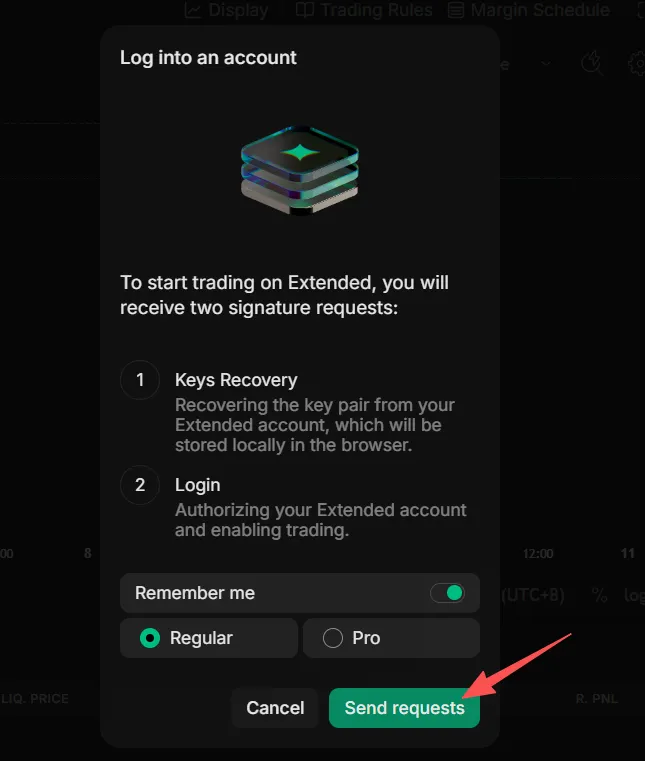 Display Trading Rules Margin Schedule
Log into an account
To start trading on Extended, you will
receive two signature requests:
1 Keys Recovery
Recovering the key pair from your
Extended account, which will be
stored locally in the browser.
2 Login
Authorizing your Extended account
and enabling trading.
:00 8 12:00 11
Remember me
(UTC+8) % log
Regular Pro
LIQ. PRICE R. PNL
Cancel Send requests